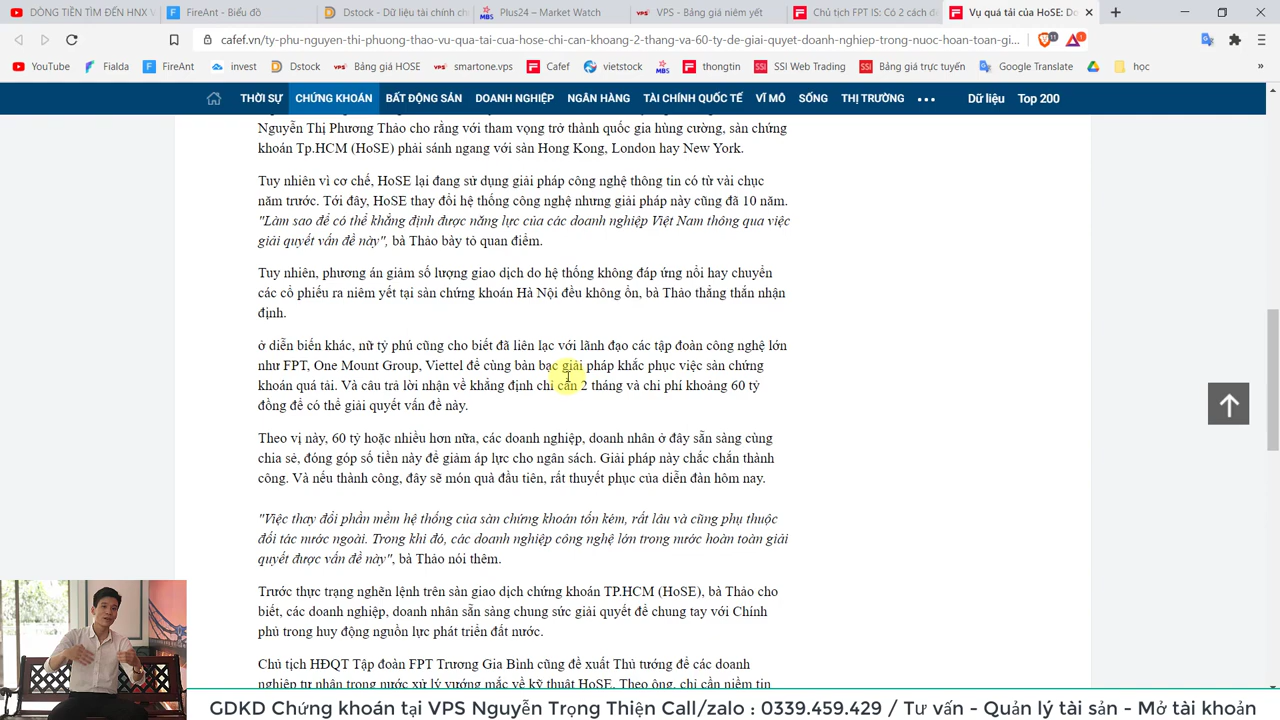 DÒNG TIỀN TÌM ĐẾN HNX V
FireAnt - Biểu đồ
Dstock - Dữ liệu tài chính ch
Plus24 – Market Watch
VPS - Bảng giá niêm yết
Chủ tịch FPT IS: Có 2 cách đ
Vụ quá tải của HoSE: Do
cafef.vn/ty-phu-nguyen-thi-phuong-thao-vu-qua-tai-cua-hose-chi-can-khoang-2-thang-va-60-ty-de-giai-quyet-doanh-nghiep-trong-nuoc-hoan-toan-gi...
YouTube
Fialda
FireAnt
invest
Dstock
Bảng giá HOSE
smartone.vps
Cafef
vietstock
thongtin
SSI Web Trading
Bảng giá trực tuyến
Google Translate
học
THỜI SỰ
CHỨNG KHOÁN
BẤT ĐỘNG SẢN
DOANH NGHIỆP
NGÂN HÀNG
TÀI CHÍNH QUỐC TẾ
VĨ MÔ
SỐNG
THỊ TRƯỜNG
Dữ liệu
Top 200
Nguyễn Thị Phương Thảo cho rằng với tham vọng trở thành quốc gia hùng cường, sàn chứng
khoán Tp.HCM (HoSE) phải sánh ngang với sàn Hong Kong, London hay New York.
Tuy nhiên vì cơ chế, HoSE lại đang sử dụng giải pháp công nghệ thông tin có từ vài chục
năm trước. Tới đây, HoSE thay đổi hệ thống công nghệ nhưng giải pháp này cũng đã 10 năm.
"Làm sao để có thể khẳng định được năng lực của các doanh nghiệp Việt Nam thông qua việc
giải quyết vấn đề này", bà Thảo bày tỏ quan điểm.
Tuy nhiên, phương án giảm số lượng giao dịch do hệ thống không đáp ứng nổi hay chuyển
các cổ phiếu ra niêm yết tại sàn chứng khoán Hà Nội đều không ổn, bà Thảo thẳng thắn nhận
định.
ở diễn biến khác, nữ tỷ phú cũng cho biết đã liên lạc với lãnh đạo các tập đoàn công nghệ lớn
như FPT, One Mount Group, Viettel để cùng bàn bạc giải pháp khắc phục việc sàn chứng
khoán quá tải. Và câu trả lời nhận về khẳng định chỉ cần 2 tháng và chi phí khoảng 60 tỷ
đồng để có thể giải quyết vấn đề này.
Theo vị này, 60 tỷ hoặc nhiều hơn nữa, các doanh nghiệp, doanh nhân ở đây sẵn sàng cùng
chia sẻ, đóng góp số tiền này để giảm áp lực cho ngân sách. Giải pháp này chắc chắn thành
công. Và nếu thành công, đây sẽ món quà đầu tiên, rất thuyết phục của diễn đàn hôm nay.
"Việc thay đổi phần mềm hệ thống của sàn chứng khoán tốn kém, rất lâu và cũng phụ thuộc
đối tác nước ngoài. Trong khi đó, các doanh nghiệp công nghệ lớn trong nước hoàn toàn giải
quyết được vấn đề này", bà Thảo nói thêm.
Trước thực trạng nghẽn lệnh trên sàn giao dịch chứng khoán TP.HCM (HoSE), bà Thảo cho
biết, các doanh nghiệp, doanh nhân sẵn sàng chung sức giải quyết để chung tay với Chính
phủ trong huy động nguồn lực phát triển đất nước.
Chủ tịch HĐQT Tập đoàn FPT Trương Gia Bình cũng đề xuất Thủ tướng để các doanh
nghiệp tư nhân trong nước xử lý vướng mắc về kỹ thuật HoSE. Theo ông, chỉ cần niềm tin
GDKD Chứng khoán tại VPS Nguyễn Trọng Thiện Call/zalo : 0339.459.429 / Tư vấn - Quản lý tài sản - Mở tài khoản